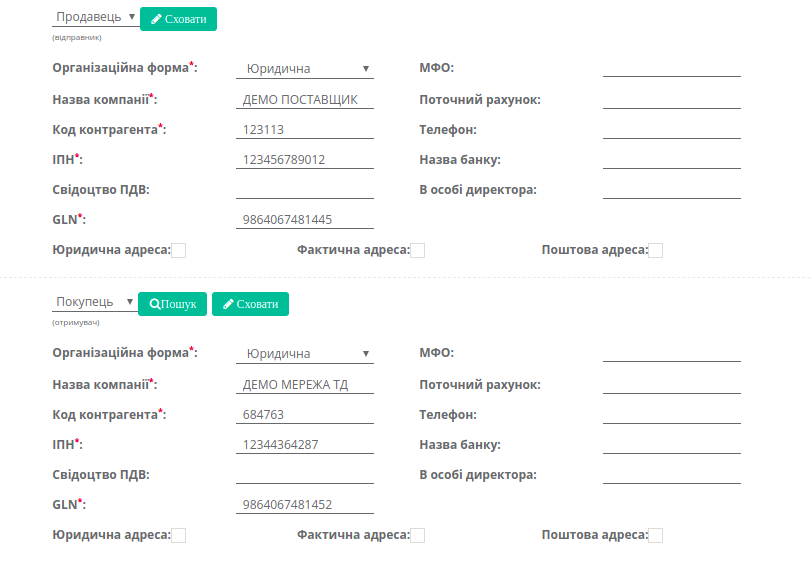 Продавець Сховати
(відправник)
Організаційна форма*: Юридична МФО:
Назва компанії*: ДЕМО ПОСТАВЩИК Поточний рахунок:
Код контрагента*: 123113 Телефон:
ІПН*: 123456789012 Назва банку:
Свідоцтво ПДВ: В особі директора:
GLN*: 9864067481445
Юридична адреса: Фактична адреса: Поштова адреса:
Покупець Пошук Сховати
(отримувач)
Організаційна форма*: Юридична МФО:
Назва компанії*: ДЕМО МЕРЕЖА ТД Поточний рахунок:
Код контрагента*: 684763 Телефон:
ІПН*: 12344364287 Назва банку:
Свідоцтво ПДВ: В особі директора:
GLN*: 9864067481452
Юридична адреса: Фактична адреса: Поштова адреса: